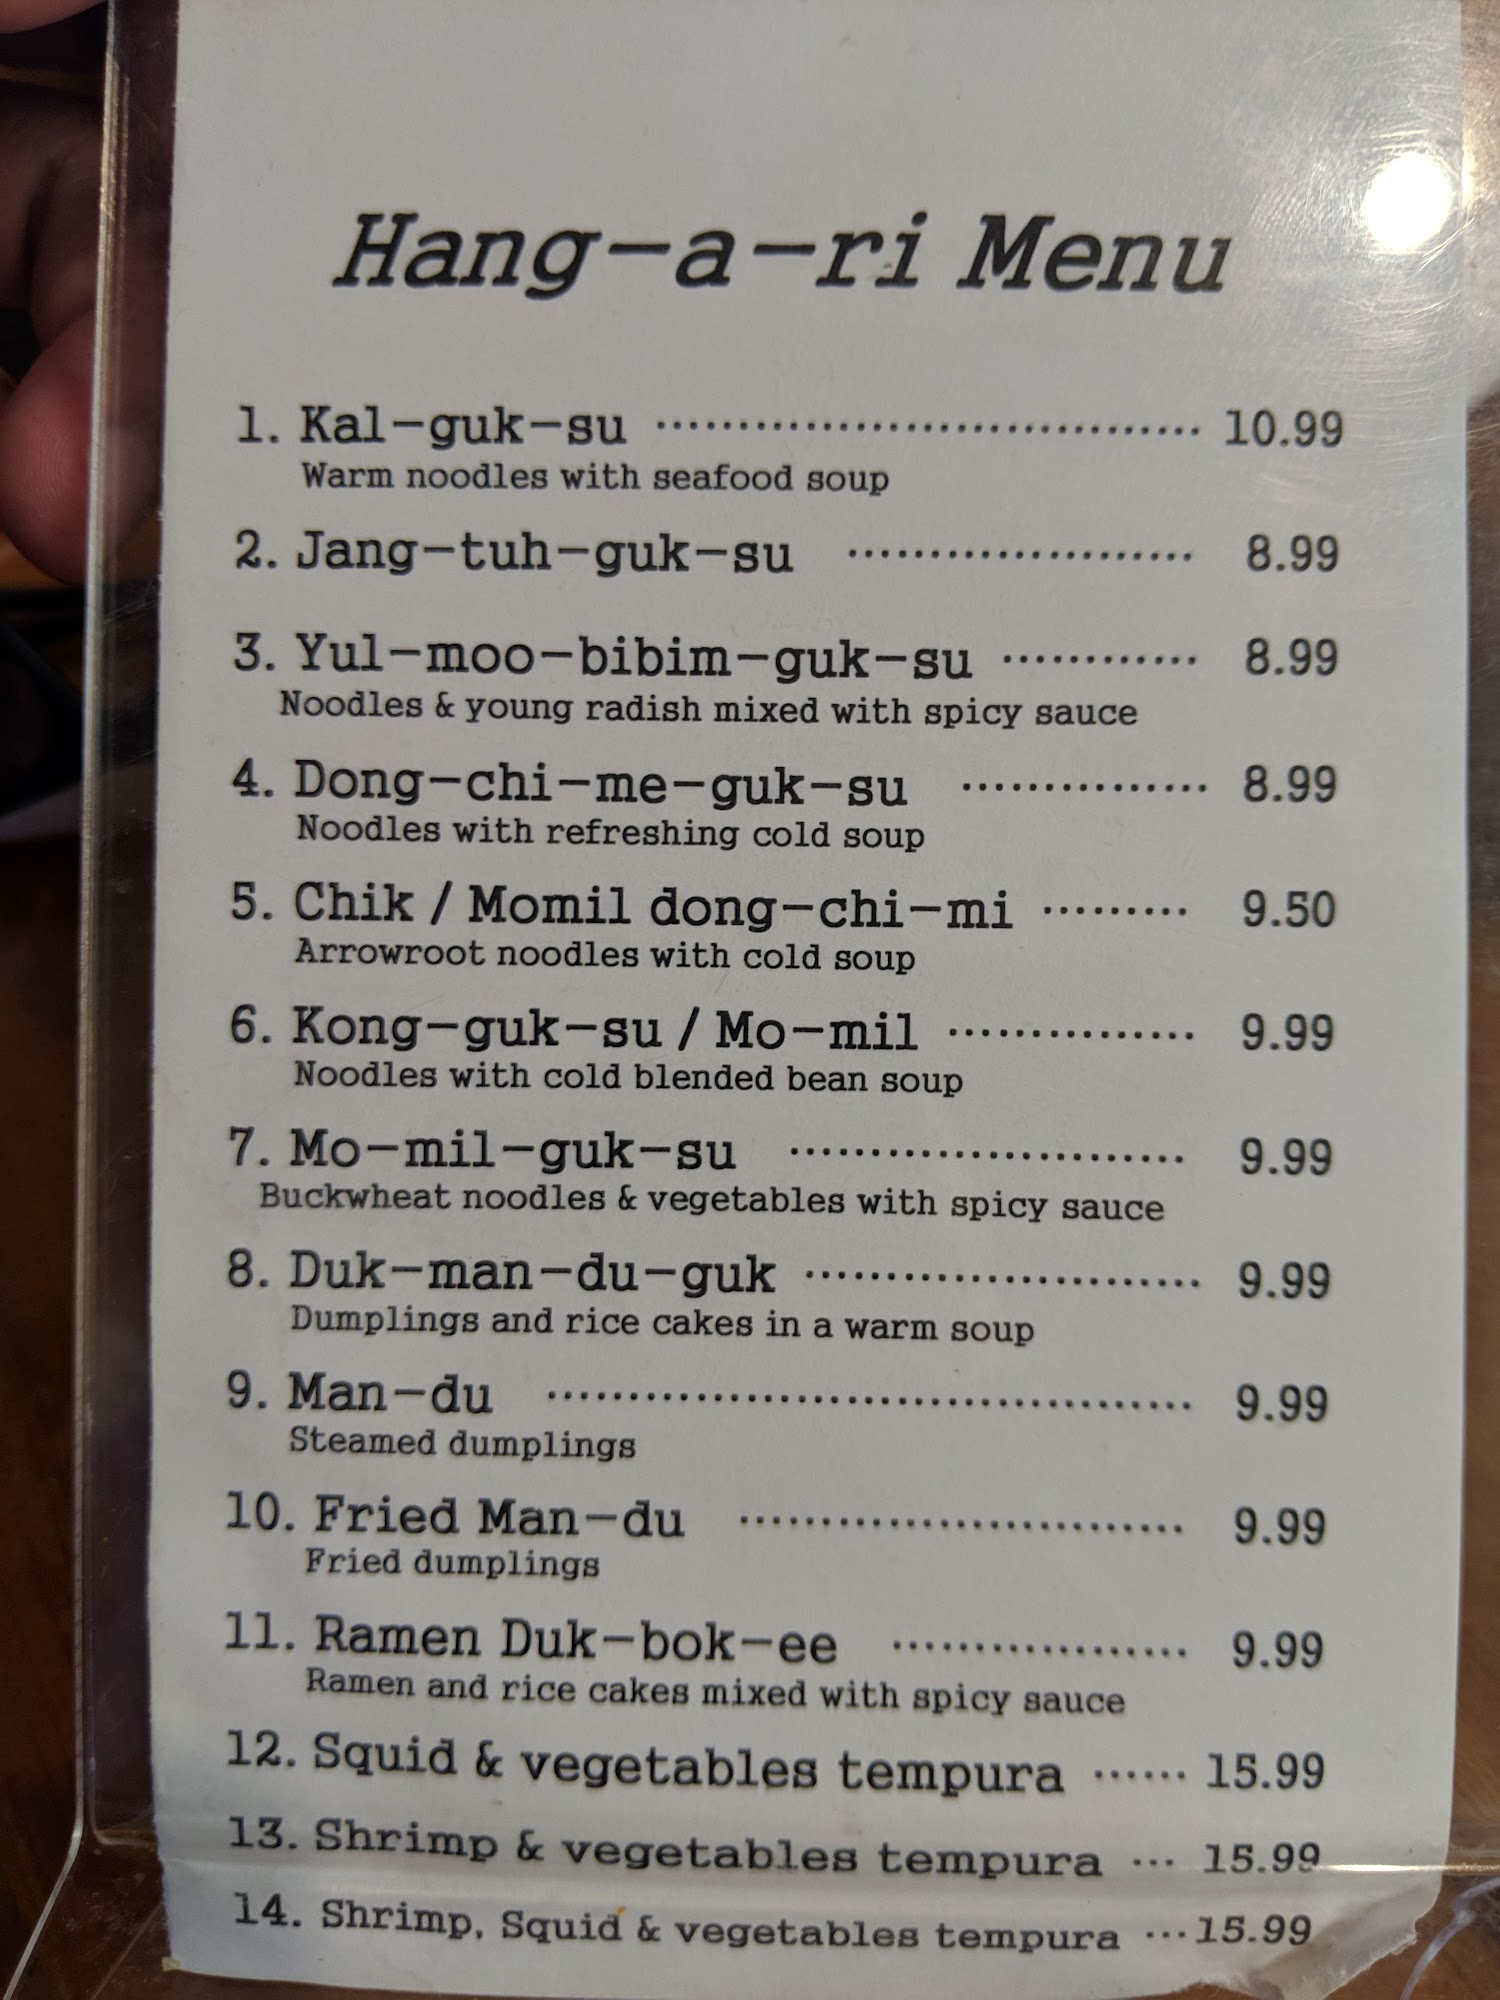 Hang-a-ri Menu
1. Kal-guk-su ................................. 10.99
Warm noodles with seafood soup
2. Jang-tuh-guk-su ..................... 8.99
3. Yul-moo-bibim-guk-su ............ 8.99
Noodles & young radish mixed with spicy sauce
4. Dong-chi-me-guk-su ............... 8.99
Noodles with refreshing cold soup
5. Chik / Momil dong-chi-mi ......... 9.50
Arrowroot noodles with cold soup
6. Kong-guk-su / Mo-mil ............... 9.99
Noodles with cold blended bean soup
7. Mo-mil-guk-su ........................ 9.99
Buckwheat noodles & vegetables with spicy sauce
8. Duk-man-du-guk ........................ 9.99
Dumplings and rice cakes in a warm soup
9. Man-du ....................................... 9.99
Steamed dumplings
10. Fried Man-du ........................... 9.99
Fried dumplings
11. Ramen Duk-bok-ee .................. 9.99
Ramen and rice cakes mixed with spicy sauce
12. Squid & vegetables tempura ...... 15.99
13. Shrimp & vegetables tempura ... 15.99
14. Shrimp, Squid & vegetables tempura ... 15.99